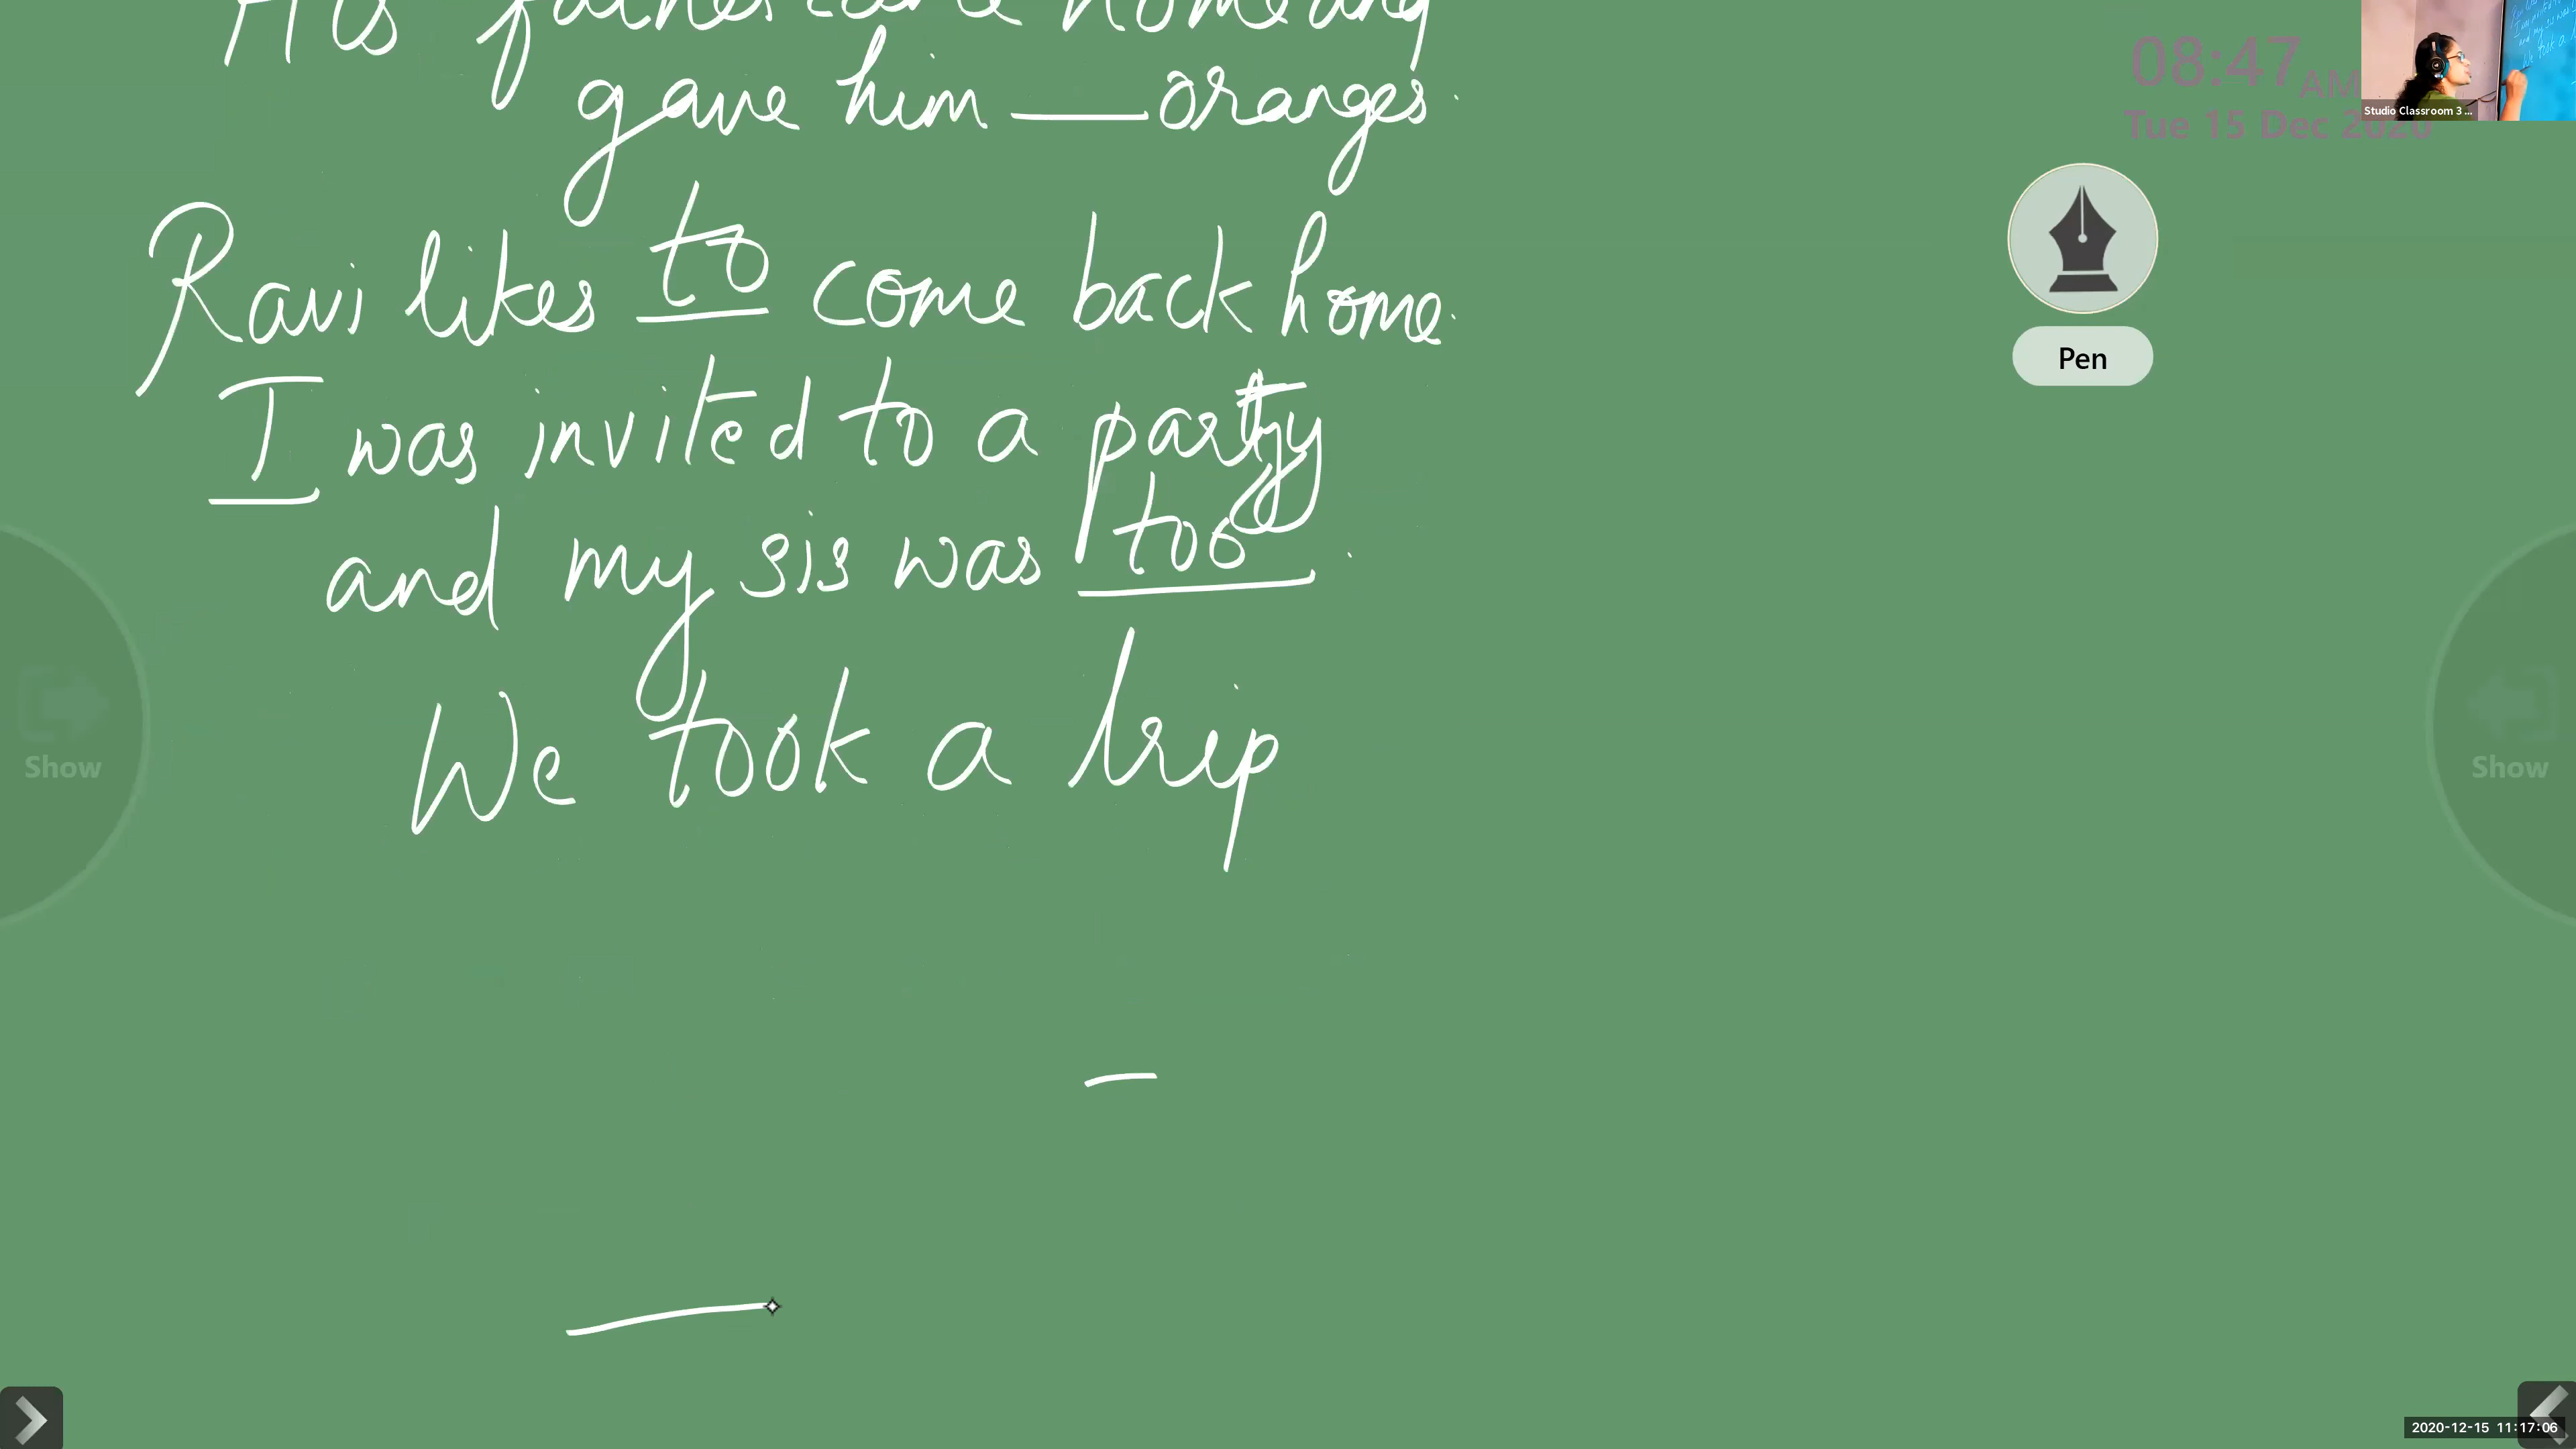 His father came home and
gave him ___ oranges.
Ravi likes to come back home.
I was invited to a party
and my sis was too.
We took a trip
08:47 AM
Tue 15 Dec 2020
Studio Classroom 3 ...
Pen
Show
Show
2020-12-15 11:17:06